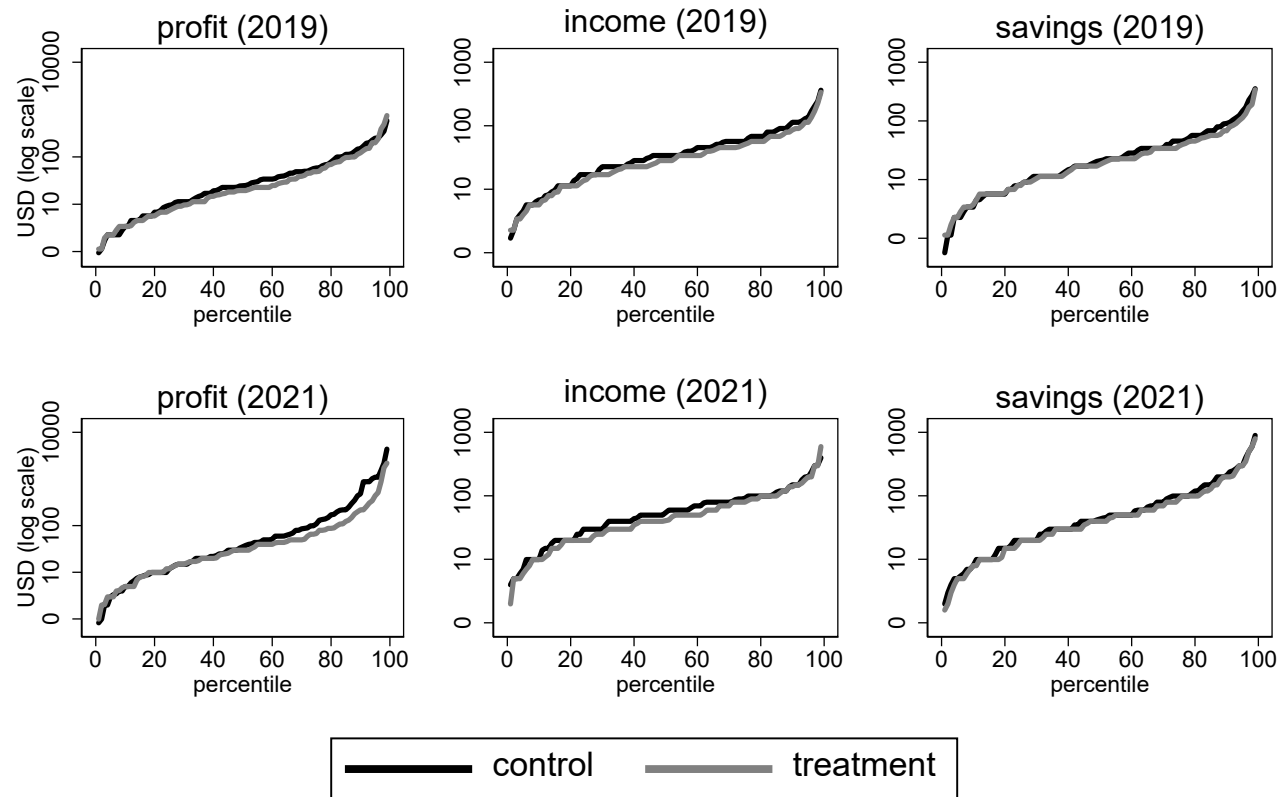 profit (2019)
income (2019)
savings (2019)
USD (log scale)
0 10 100 10000
0 10 100 1000
0 10 100 1000
0 20 40 60 80 100
0 20 40 60 80 100
0 20 40 60 80 100
percentile
percentile
percentile
profit (2021)
income (2021)
savings (2021)
USD (log scale)
0 10 100 10000
0 10 100 1000
0 10 100 1000
0 20 40 60 80 100
0 20 40 60 80 100
0 20 40 60 80 100
percentile
percentile
percentile
control
treatment